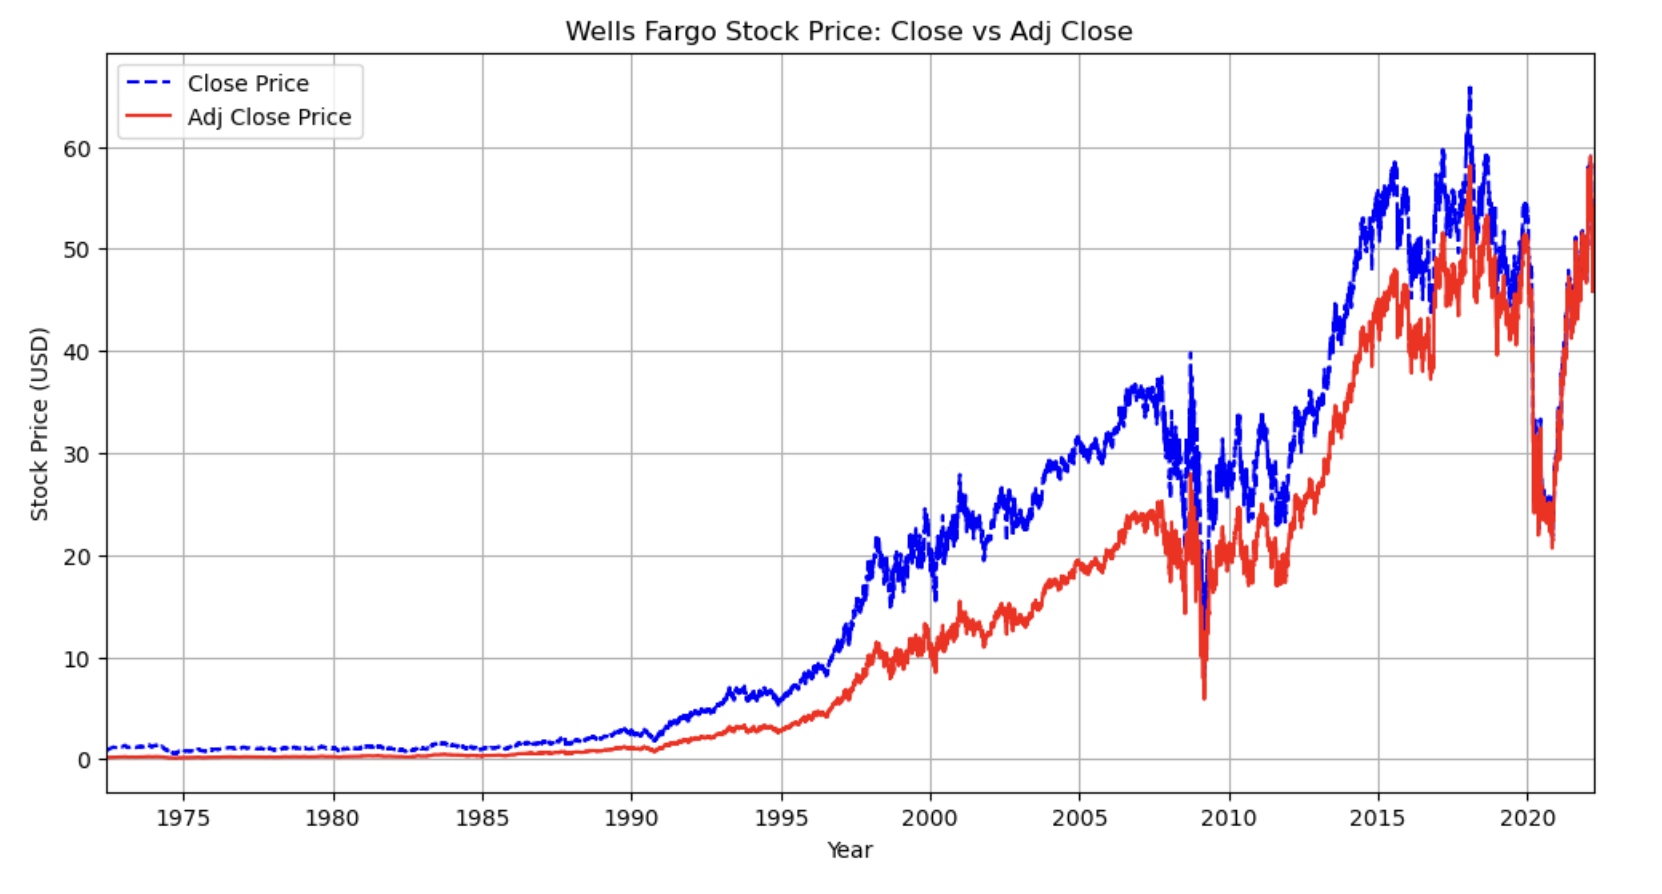 Wells Fargo Stock Price: Close vs Adj Close
Close Price
Adj Close Price
Stock Price (USD)
60
50
40
30
20
10
0
1975 1980 1985 1990 1995 2000 2005 2010 2015 2020
Year